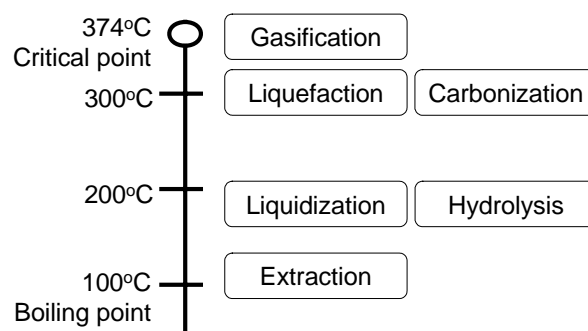 374°C
Critical point
Gasification
300°C
Liquefaction
Carbonization
200°C
Liquidization
Hydrolysis
100°C
Boiling point
Extraction